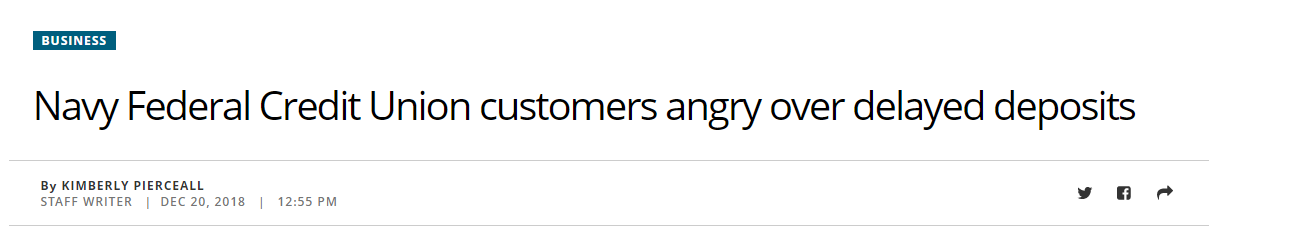 BUSINESS
Navy Federal Credit Union customers angry over delayed deposits
By KIMBERLY PIERCEALL
STAFF WRITER | DEC 20, 2018 | 12:55 PM